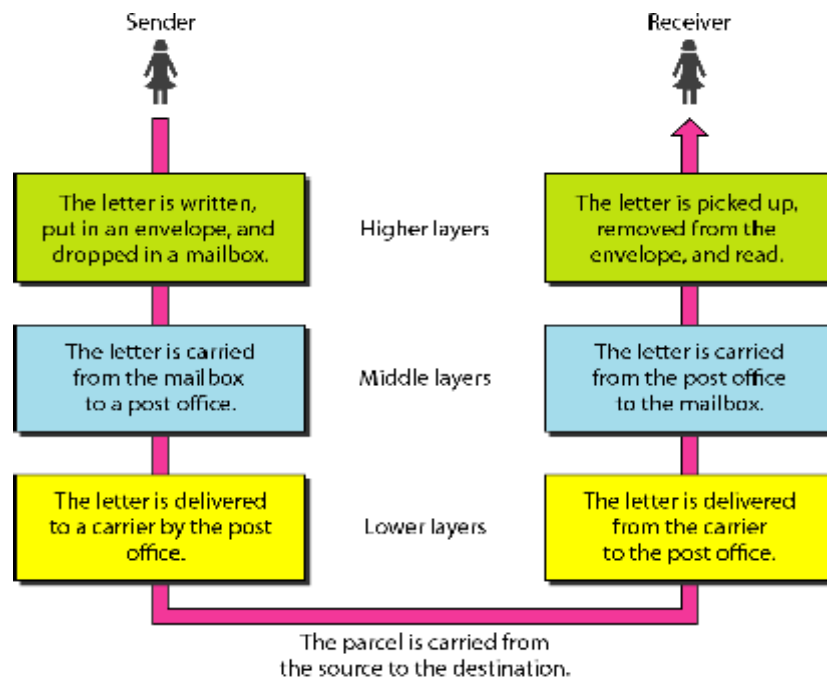 Sender
Receiver
The letter is written,
put in an envelope, and
dropped in a mailbox.
Higher layers
The letter is picked up,
removed from the
envelope, and read.
The letter is carried
from the mailbox
to a post office.
Middle layers
The letter is carried
from the post office
to the mailbox.
The letter is delivered
to a carrier by the post
office.
Lower layers
The letter is delivered
from the carrier
to the post office.
The parcel is carried from
the source to the destination.